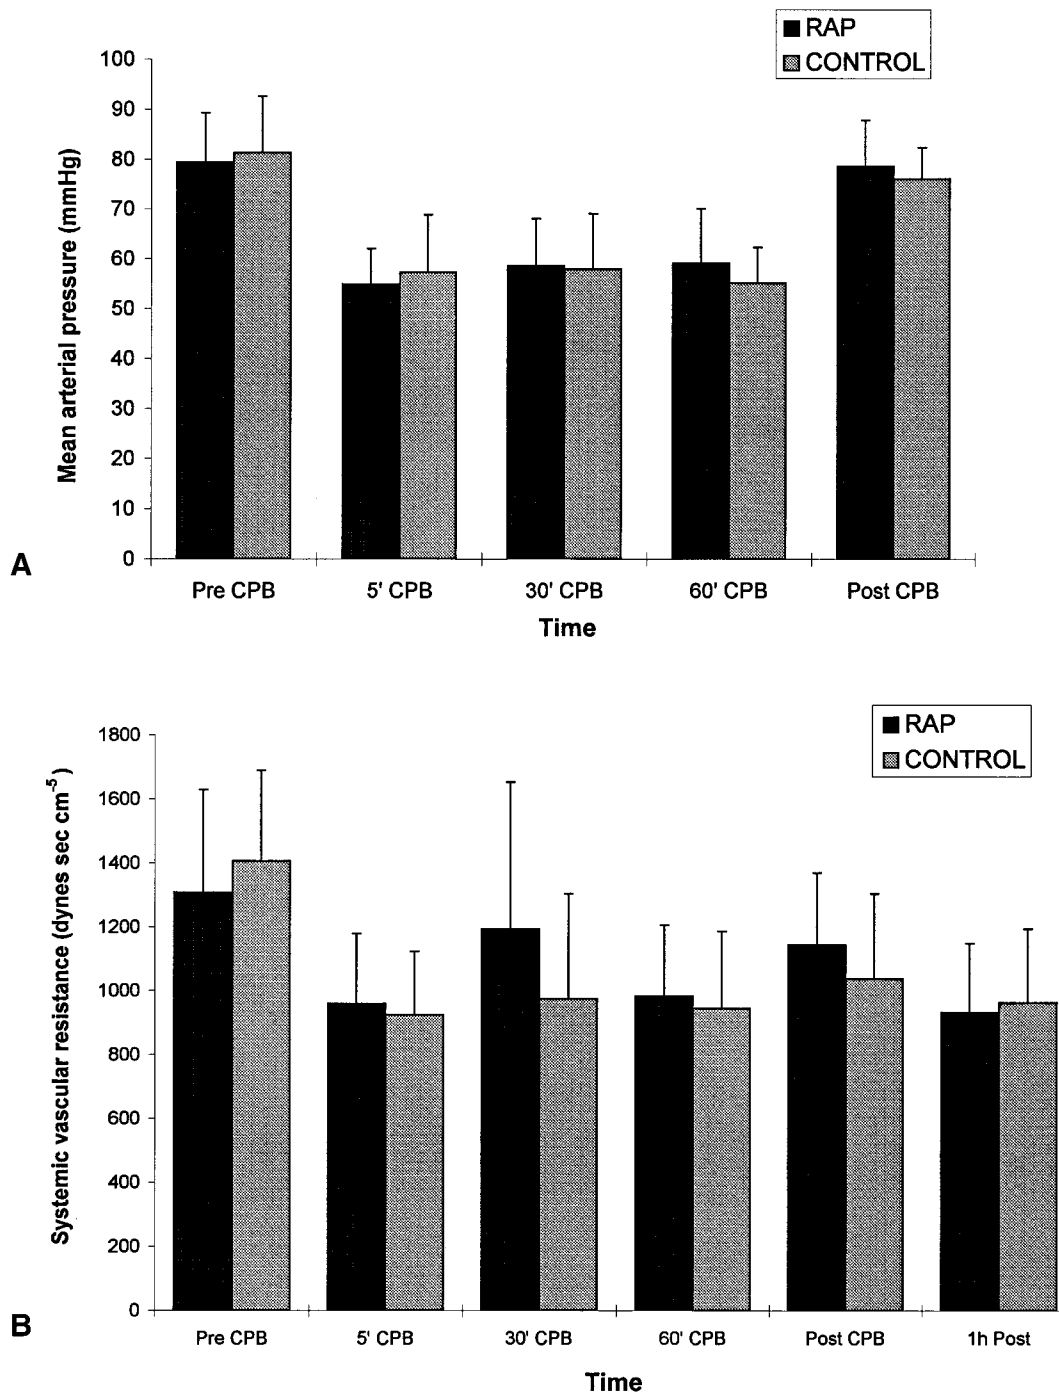 RAP
CONTROL
100
90
80
70
60
50
40
30
20
10
0
Mean arterial pressure (mmHg)
A
Pre CPB 5' CPB 30' CPB 60' CPB Post CPB
Time
RAP
CONTROL
1800
1600
1400
1200
1000
800
600
400
200
0
Systemic vascular resistance (dynes sec cm⁻⁵)
B
Pre CPB 5' CPB 30' CPB 60' CPB Post CPB 1h Post
Time